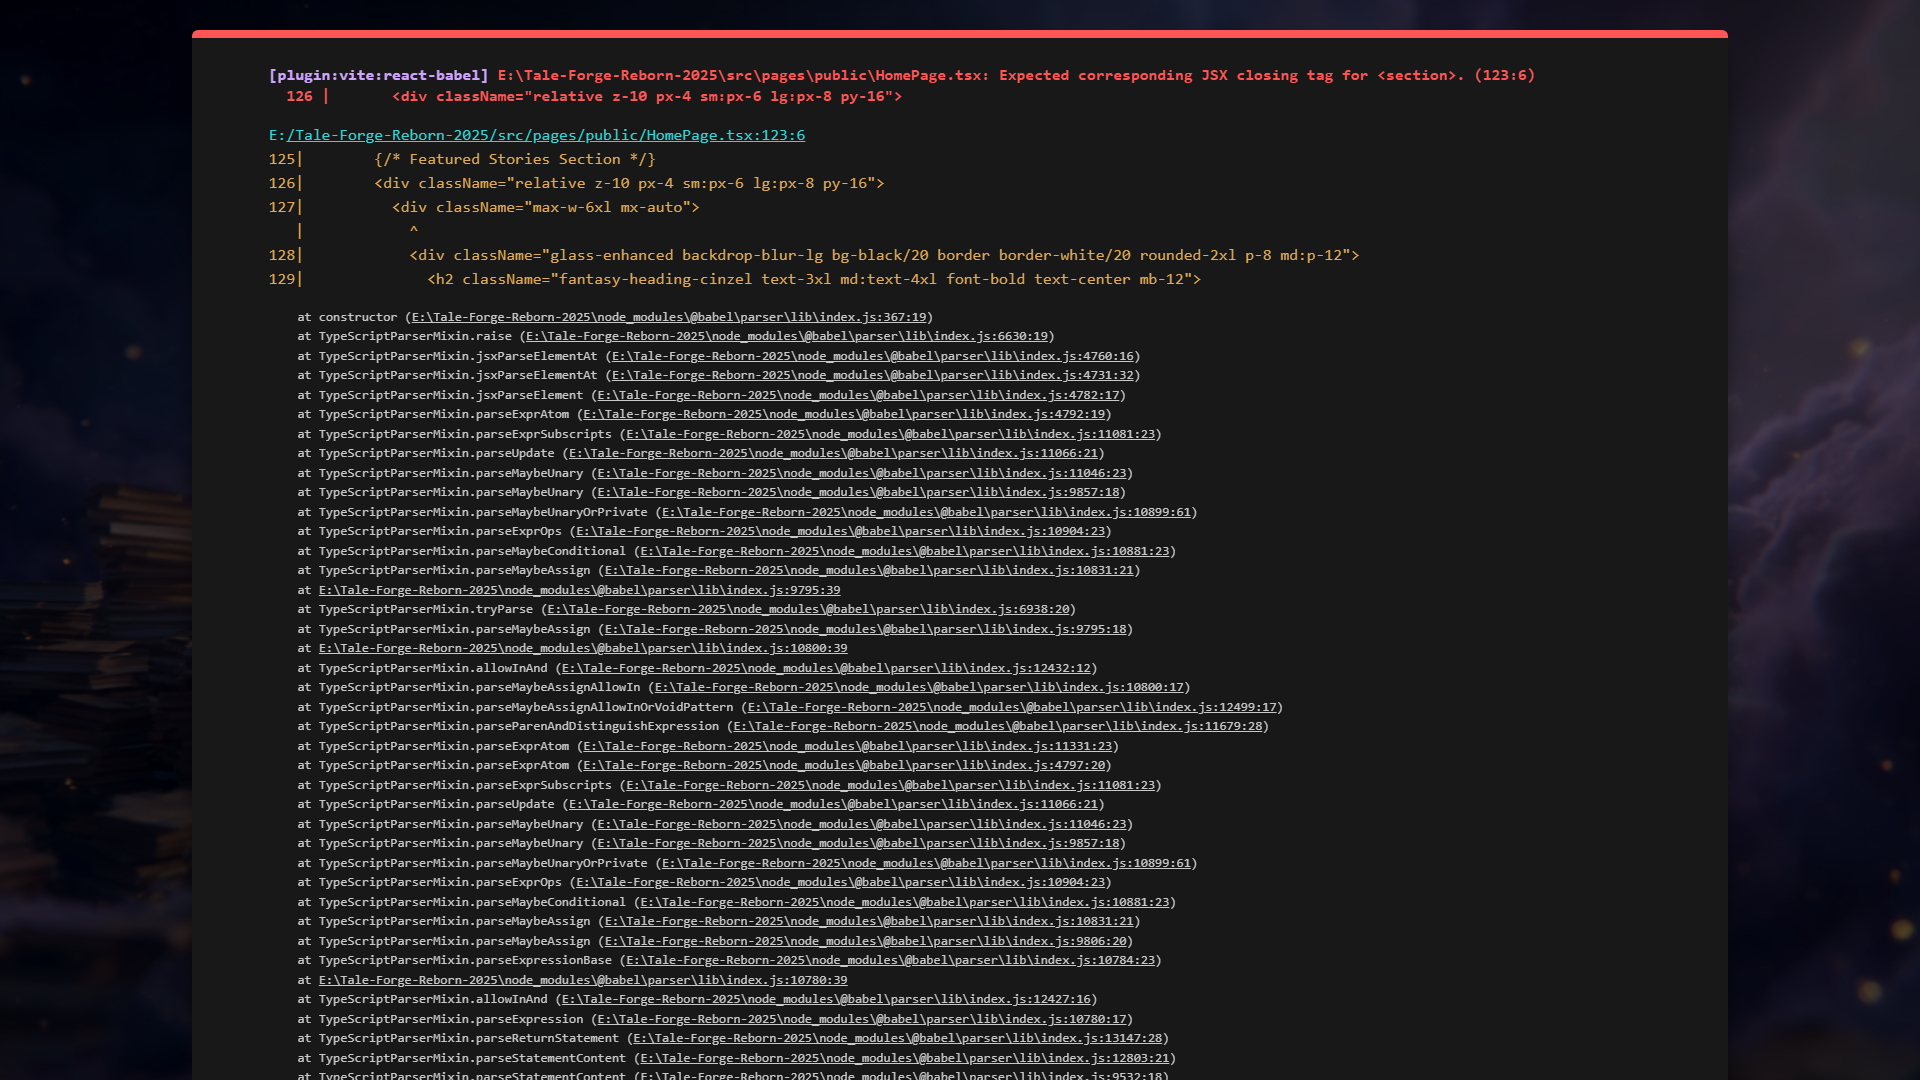 [plugin:vite:react-babel] E:\Tale-Forge-Reborn-2025\src\pages\public\HomePage.tsx: Expected corresponding JSX closing tag for <section>. (123:6)
  126 |       <div className="relative z-10 px-4 sm:px-6 lg:px-8 py-16">
E:/Tale-Forge-Reborn-2025/src/pages/public/HomePage.tsx:123:6
125|        {/* Featured Stories Section */}
126|        <div className="relative z-10 px-4 sm:px-6 lg:px-8 py-16">
127|          <div className="max-w-6xl mx-auto">
   |            ^
128|            <div className="glass-enhanced backdrop-blur-lg bg-black/20 border border-white/20 rounded-2xl p-8 md:p-12">
129|              <h2 className="fantasy-heading-cinzel text-3xl md:text-4xl font-bold text-center mb-12">
    at constructor (E:\Tale-Forge-Reborn-2025\node_modules\@babel\parser\lib\index.js:367:19)
    at TypeScriptParserMixin.raise (E:\Tale-Forge-Reborn-2025\node_modules\@babel\parser\lib\index.js:6630:19)
    at TypeScriptParserMixin.jsxParseElementAt (E:\Tale-Forge-Reborn-2025\node_modules\@babel\parser\lib\index.js:4760:16)
    at TypeScriptParserMixin.jsxParseElementAt (E:\Tale-Forge-Reborn-2025\node_modules\@babel\parser\lib\index.js:4731:32)
    at TypeScriptParserMixin.jsxParseElement (E:\Tale-Forge-Reborn-2025\node_modules\@babel\parser\lib\index.js:4782:17)
    at TypeScriptParserMixin.parseExprAtom (E:\Tale-Forge-Reborn-2025\node_modules\@babel\parser\lib\index.js:4792:19)
    at TypeScriptParserMixin.parseExprSubscripts (E:\Tale-Forge-Reborn-2025\node_modules\@babel\parser\lib\index.js:11081:23)
    at TypeScriptParserMixin.parseUpdate (E:\Tale-Forge-Reborn-2025\node_modules\@babel\parser\lib\index.js:11066:21)
    at TypeScriptParserMixin.parseMaybeUnary (E:\Tale-Forge-Reborn-2025\node_modules\@babel\parser\lib\index.js:11046:23)
    at TypeScriptParserMixin.parseMaybeUnary (E:\Tale-Forge-Reborn-2025\node_modules\@babel\parser\lib\index.js:9857:18)
    at TypeScriptParserMixin.parseMaybeUnaryOrPrivate (E:\Tale-Forge-Reborn-2025\node_modules\@babel\parser\lib\index.js:10899:61)
    at TypeScriptParserMixin.parseExprOps (E:\Tale-Forge-Reborn-2025\node_modules\@babel\parser\lib\index.js:10904:23)
    at TypeScriptParserMixin.parseMaybeConditional (E:\Tale-Forge-Reborn-2025\node_modules\@babel\parser\lib\index.js:10881:23)
    at TypeScriptParserMixin.parseMaybeAssign (E:\Tale-Forge-Reborn-2025\node_modules\@babel\parser\lib\index.js:10831:21)
    at E:\Tale-Forge-Reborn-2025\node_modules\@babel\parser\lib\index.js:9795:39
    at TypeScriptParserMixin.tryParse (E:\Tale-Forge-Reborn-2025\node_modules\@babel\parser\lib\index.js:6938:20)
    at TypeScriptParserMixin.parseMaybeAssign (E:\Tale-Forge-Reborn-2025\node_modules\@babel\parser\lib\index.js:9795:18)
    at E:\Tale-Forge-Reborn-2025\node_modules\@babel\parser\lib\index.js:10800:39
    at TypeScriptParserMixin.allowInAnd (E:\Tale-Forge-Reborn-2025\node_modules\@babel\parser\lib\index.js:12432:12)
    at TypeScriptParserMixin.parseMaybeAssignAllowIn (E:\Tale-Forge-Reborn-2025\node_modules\@babel\parser\lib\index.js:10800:17)
    at TypeScriptParserMixin.parseMaybeAssignAllowInOrVoidPattern (E:\Tale-Forge-Reborn-2025\node_modules\@babel\parser\lib\index.js:12499:17)
    at TypeScriptParserMixin.parseParenAndDistinguishExpression (E:\Tale-Forge-Reborn-2025\node_modules\@babel\parser\lib\index.js:11679:28)
    at TypeScriptParserMixin.parseExprAtom (E:\Tale-Forge-Reborn-2025\node_modules\@babel\parser\lib\index.js:11331:23)
    at TypeScriptParserMixin.parseExprAtom (E:\Tale-Forge-Reborn-2025\node_modules\@babel\parser\lib\index.js:4797:20)
    at TypeScriptParserMixin.parseExprSubscripts (E:\Tale-Forge-Reborn-2025\node_modules\@babel\parser\lib\index.js:11081:23)
    at TypeScriptParserMixin.parseUpdate (E:\Tale-Forge-Reborn-2025\node_modules\@babel\parser\lib\index.js:11066:21)
    at TypeScriptParserMixin.parseMaybeUnary (E:\Tale-Forge-Reborn-2025\node_modules\@babel\parser\lib\index.js:11046:23)
    at TypeScriptParserMixin.parseMaybeUnary (E:\Tale-Forge-Reborn-2025\node_modules\@babel\parser\lib\index.js:9857:18)
    at TypeScriptParserMixin.parseMaybeUnaryOrPrivate (E:\Tale-Forge-Reborn-2025\node_modules\@babel\parser\lib\index.js:10899:61)
    at TypeScriptParserMixin.parseExprOps (E:\Tale-Forge-Reborn-2025\node_modules\@babel\parser\lib\index.js:10904:23)
    at TypeScriptParserMixin.parseMaybeConditional (E:\Tale-Forge-Reborn-2025\node_modules\@babel\parser\lib\index.js:10881:23)
    at TypeScriptParserMixin.parseMaybeAssign (E:\Tale-Forge-Reborn-2025\node_modules\@babel\parser\lib\index.js:10831:21)
    at TypeScriptParserMixin.parseMaybeAssign (E:\Tale-Forge-Reborn-2025\node_modules\@babel\parser\lib\index.js:9806:20)
    at TypeScriptParserMixin.parseExpressionBase (E:\Tale-Forge-Reborn-2025\node_modules\@babel\parser\lib\index.js:10784:23)
    at E:\Tale-Forge-Reborn-2025\node_modules\@babel\parser\lib\index.js:10780:39
    at TypeScriptParserMixin.allowInAnd (E:\Tale-Forge-Reborn-2025\node_modules\@babel\parser\lib\index.js:12427:16)
    at TypeScriptParserMixin.parseExpression (E:\Tale-Forge-Reborn-2025\node_modules\@babel\parser\lib\index.js:10780:17)
    at TypeScriptParserMixin.parseReturnStatement (E:\Tale-Forge-Reborn-2025\node_modules\@babel\parser\lib\index.js:13147:28)
    at TypeScriptParserMixin.parseStatementContent (E:\Tale-Forge-Reborn-2025\node_modules\@babel\parser\lib\index.js:12803:21)
    at TypeScriptParserMixin.parseStatementContent (E:\Tale-Forge-Reborn-2025\node_modules\@babel\parser\lib\index.js:9532:18)